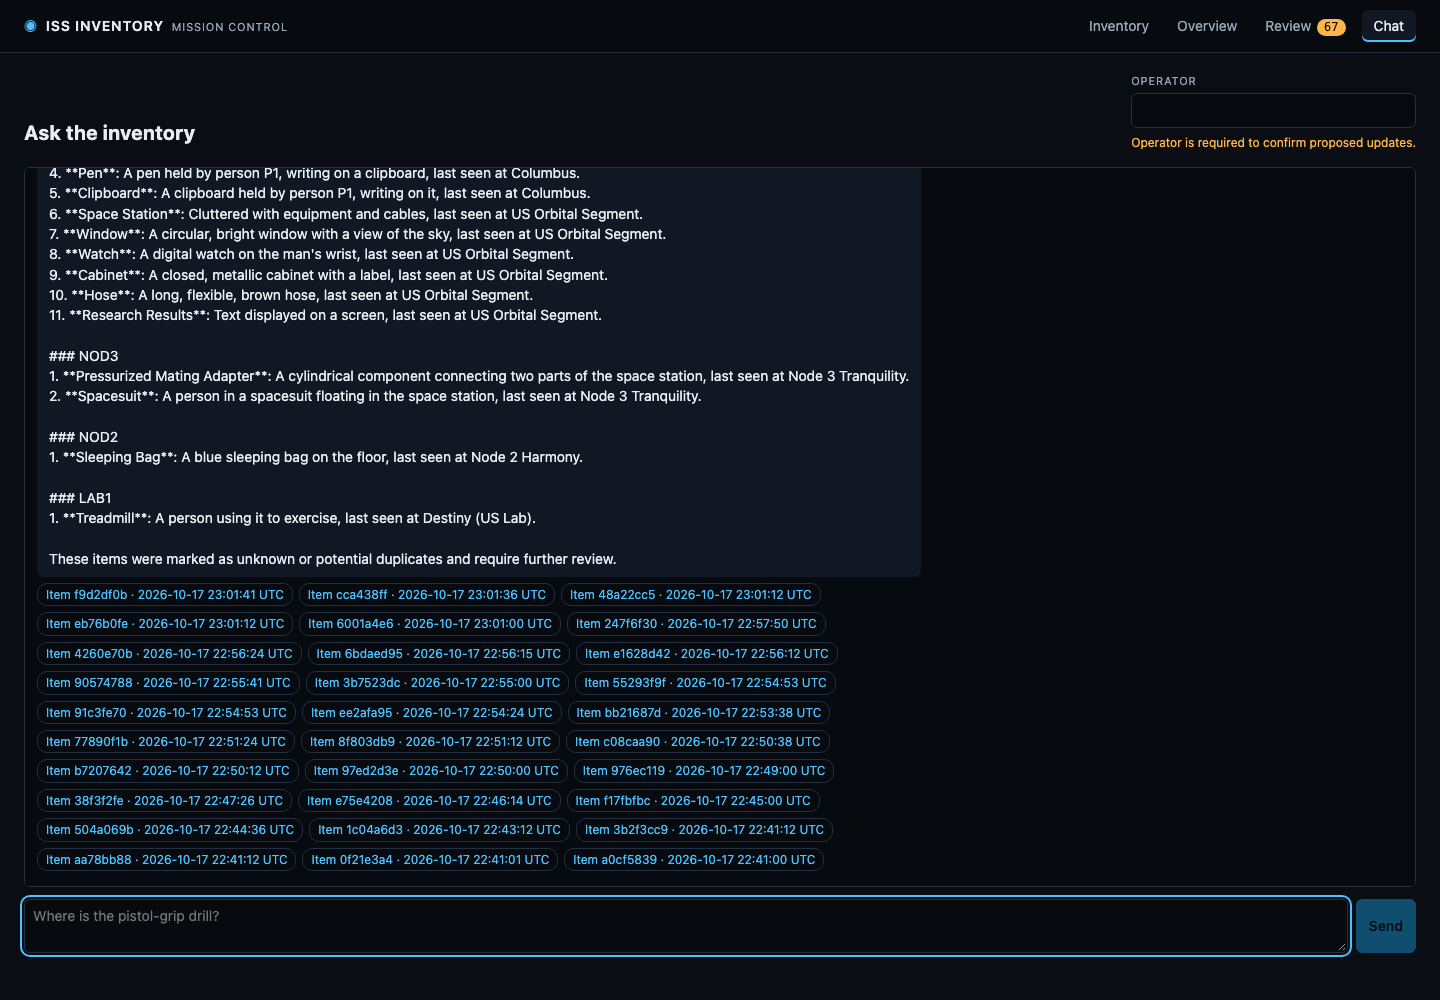 ISS INVENTORY MISSION CONTROL
Inventory
Overview
Review 67
Chat
OPERATOR
Ask the inventory
Operator is required to confirm proposed updates.
4. **Pen**: A pen held by person P1, writing on a clipboard, last seen at Columbus.
5. **Clipboard**: A clipboard held by person P1, writing on it, last seen at Columbus.
6. **Space Station**: Cluttered with equipment and cables, last seen at US Orbital Segment.
7. **Window**: A circular, bright window with a view of the sky, last seen at US Orbital Segment.
8. **Watch**: A digital watch on the man's wrist, last seen at US Orbital Segment.
9. **Cabinet**: A closed, metallic cabinet with a label, last seen at US Orbital Segment.
10. **Hose**: A long, flexible, brown hose, last seen at US Orbital Segment.
11. **Research Results**: Text displayed on a screen, last seen at US Orbital Segment.
### NOD3
1. **Pressurized Mating Adapter**: A cylindrical component connecting two parts of the space station, last seen at Node 3 Tranquility.
2. **Spacesuit**: A person in a spacesuit floating in the space station, last seen at Node 3 Tranquility.
### NOD2
1. **Sleeping Bag**: A blue sleeping bag on the floor, last seen at Node 2 Harmony.
### LAB1
1. **Treadmill**: A person using it to exercise, last seen at Destiny (US Lab).
These items were marked as unknown or potential duplicates and require further review.
Item f9d2df0b · 2026-10-17 23:01:41 UTC
Item cca438ff · 2026-10-17 23:01:36 UTC
Item 48a22cc5 · 2026-10-17 23:01:12 UTC
Item eb76b0fe · 2026-10-17 23:01:12 UTC
Item 6001a4e6 · 2026-10-17 23:01:00 UTC
Item 247f6f30 · 2026-10-17 22:57:50 UTC
Item 4260e70b · 2026-10-17 22:56:24 UTC
Item 6bdaed95 · 2026-10-17 22:56:15 UTC
Item e1628d42 · 2026-10-17 22:56:12 UTC
Item 90574788 · 2026-10-17 22:55:41 UTC
Item 3b7523dc · 2026-10-17 22:55:00 UTC
Item 55293f9f · 2026-10-17 22:54:53 UTC
Item 91c3fe70 · 2026-10-17 22:54:53 UTC
Item ee2afa95 · 2026-10-17 22:54:24 UTC
Item bb21687d · 2026-10-17 22:53:38 UTC
Item 77890f1b · 2026-10-17 22:51:24 UTC
Item 8f803db9 · 2026-10-17 22:51:12 UTC
Item c08caa90 · 2026-10-17 22:50:38 UTC
Item b7207642 · 2026-10-17 22:50:12 UTC
Item 97ed2d3e · 2026-10-17 22:50:00 UTC
Item 976ec119 · 2026-10-17 22:49:00 UTC
Item 38f3f2fe · 2026-10-17 22:47:26 UTC
Item e75e4208 · 2026-10-17 22:46:14 UTC
Item f17fbfbc · 2026-10-17 22:45:00 UTC
Item 504a069b · 2026-10-17 22:44:36 UTC
Item 1c04a6d3 · 2026-10-17 22:43:12 UTC
Item 3b2f3cc9 · 2026-10-17 22:41:12 UTC
Item aa78bb88 · 2026-10-17 22:41:12 UTC
Item 0f21e3a4 · 2026-10-17 22:41:01 UTC
Item a0cf5839 · 2026-10-17 22:41:00 UTC
Where is the pistol-grip drill?
Send